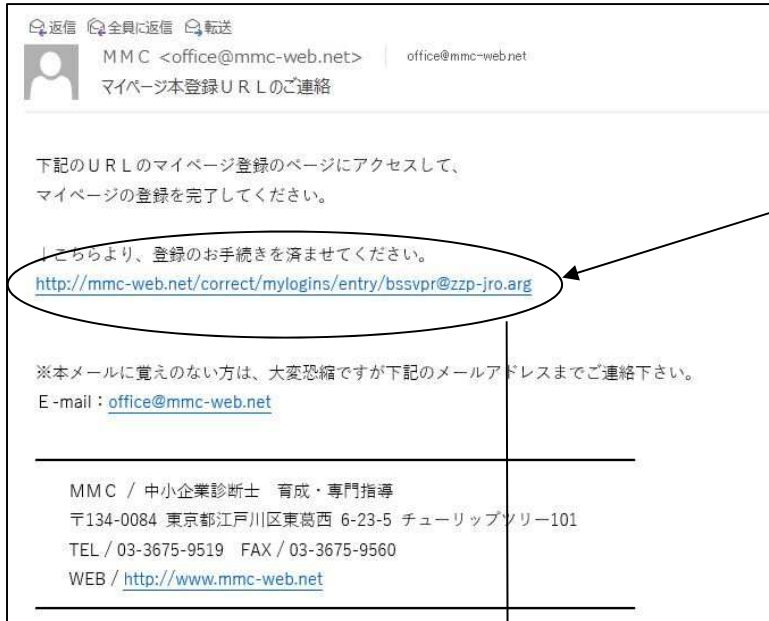 返信 全員に返信 転送
MMC <office@mmc-web.net> office@mmc-web.net
マイページ本登録URLのご連絡
下記のURLのマイページ登録のページにアクセスして、
マイページの登録を完了してください。
↓こちらより、登録のお手続きを済ませてください。
http://mmc-web.net/correct/mylogins/entry/bssvpr@zzp-jro.arg
※本メールに覚えのない方は、大変恐縮ですが下記のメールアドレスまでご連絡下さい。
E-mail:office@mmc-web.net
MMC / 中小企業診断士 育成・専門指導
〒134-0084 東京都江戸川区東葛西 6-23-5 チューリップツリー101
TEL / 03-3675-9519 FAX / 03-3675-9560
WEB / http://www.mmc-web.net